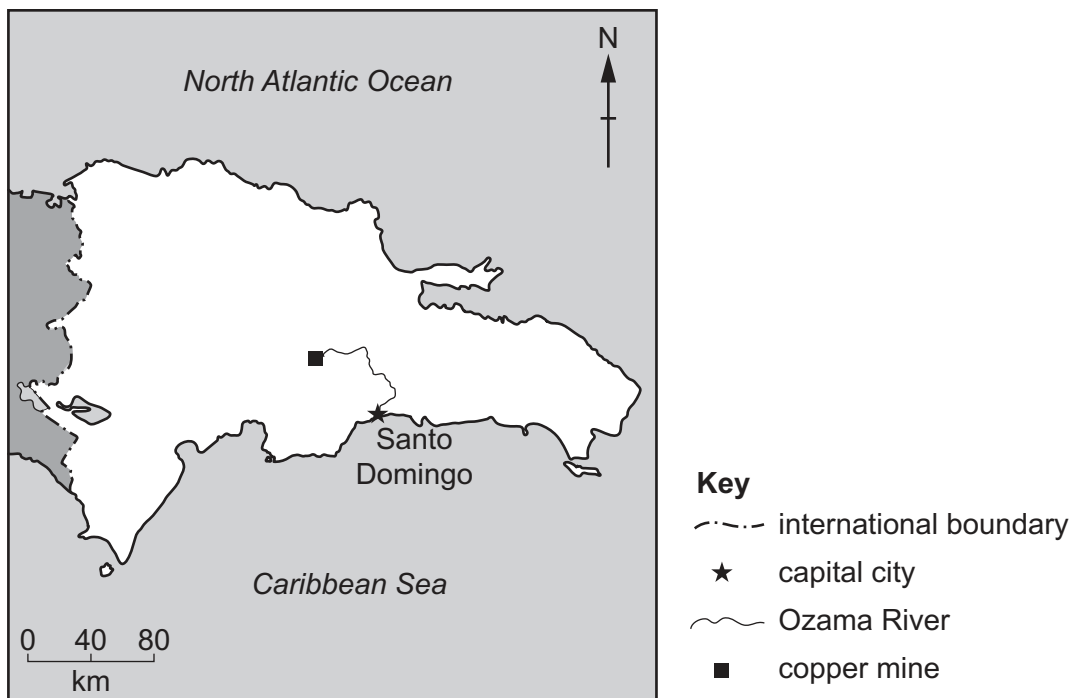 North Atlantic Ocean
N
Santo
Domingo
Caribbean Sea
0 40 80
km
Key
international boundary
capital city
Ozama River
copper mine